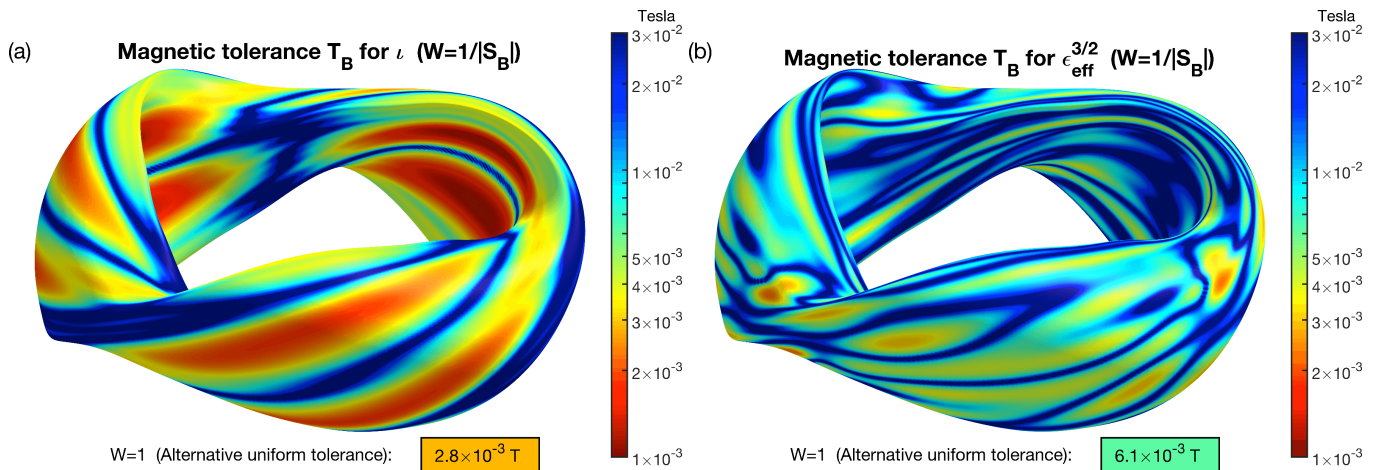 (a)
Magnetic tolerance T_B for ι (W=1/|S_B|)
Tesla
3×10⁻²
2×10⁻²
1×10⁻²
5×10⁻³
4×10⁻³
3×10⁻³
2×10⁻³
1×10⁻³
W=1 (Alternative uniform tolerance): 2.8×10⁻³ T
(b)
Magnetic tolerance T_B for ϵ_eff^3/2 (W=1/|S_B|)
Tesla
3×10⁻²
2×10⁻²
1×10⁻²
5×10⁻³
4×10⁻³
3×10⁻³
2×10⁻³
1×10⁻³
W=1 (Alternative uniform tolerance): 6.1×10⁻³ T